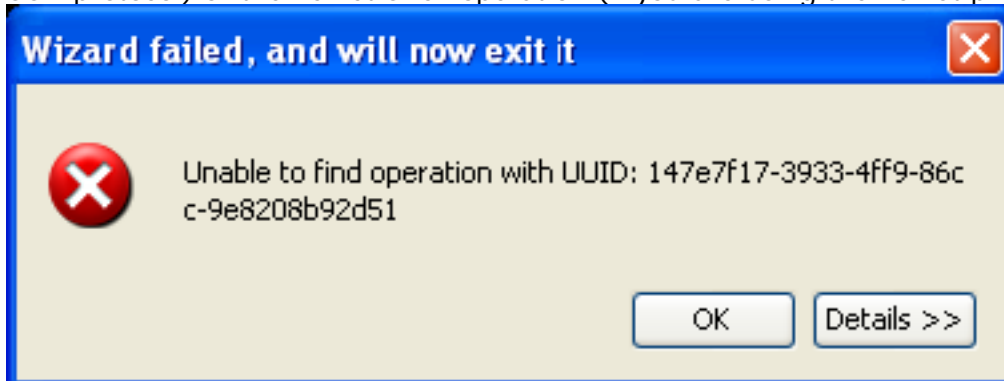 Wizard failed, and will now exit it
Unable to find operation with UUID: 147e7f17-3933-4ff9-86c
c-9e8208b92d51
OK
Details >>